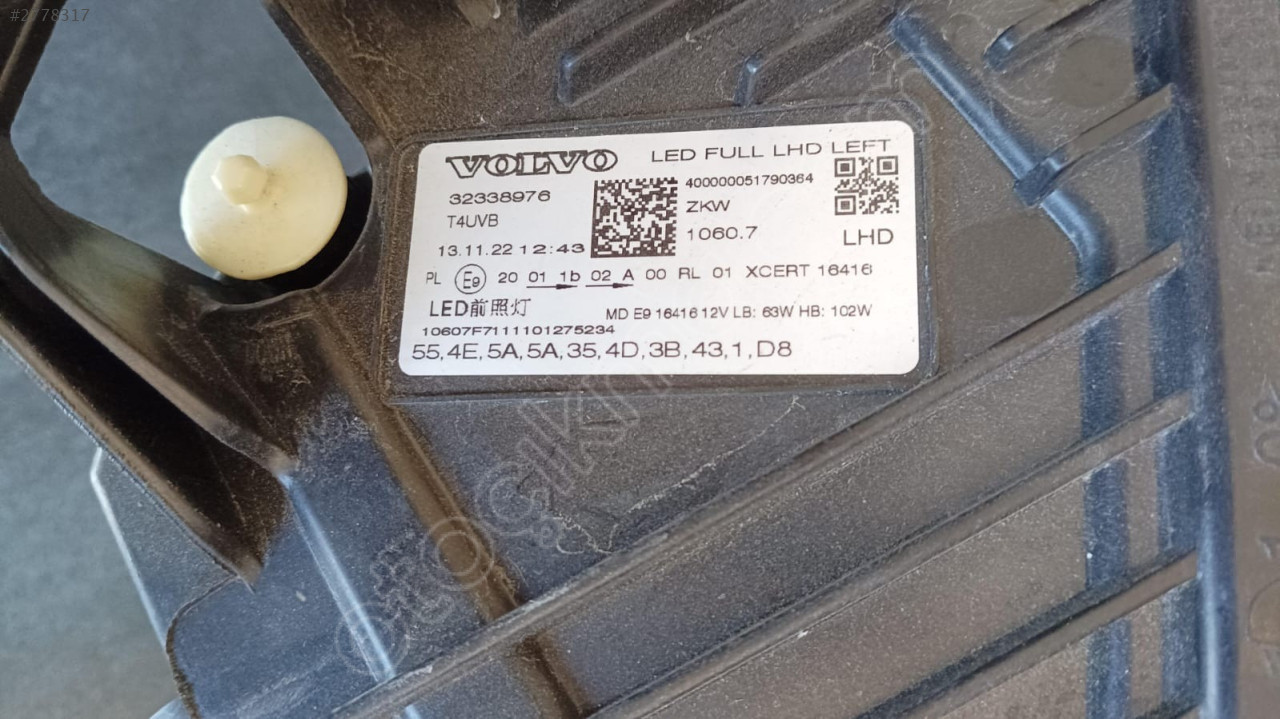 VOLVO LED FULL LHD LEFT
32338976 400000051790364
T4UVB ZKW
13.11.22 12:43 1060.7 LHD
PL E9 20 01 1b 02 A 00 RL 01 XCERT 16416
LED前照灯 MD E9 16416 12V LB: 63W HB: 102W
10607F7111101275234
55,4E,5A,5A,35,4D,3B,43,1,D8